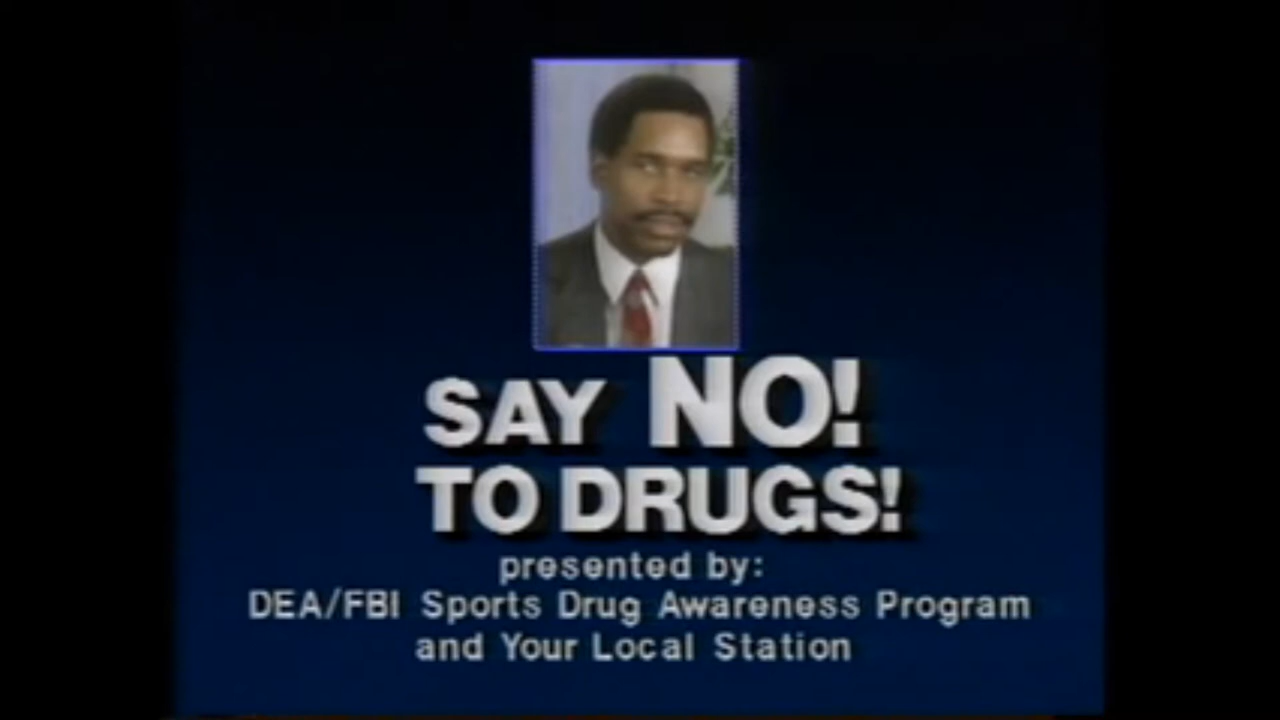 SAY NO!
TO DRUGS!
presented by:
DEA/FBI Sports Drug Awareness Program
and Your Local Station